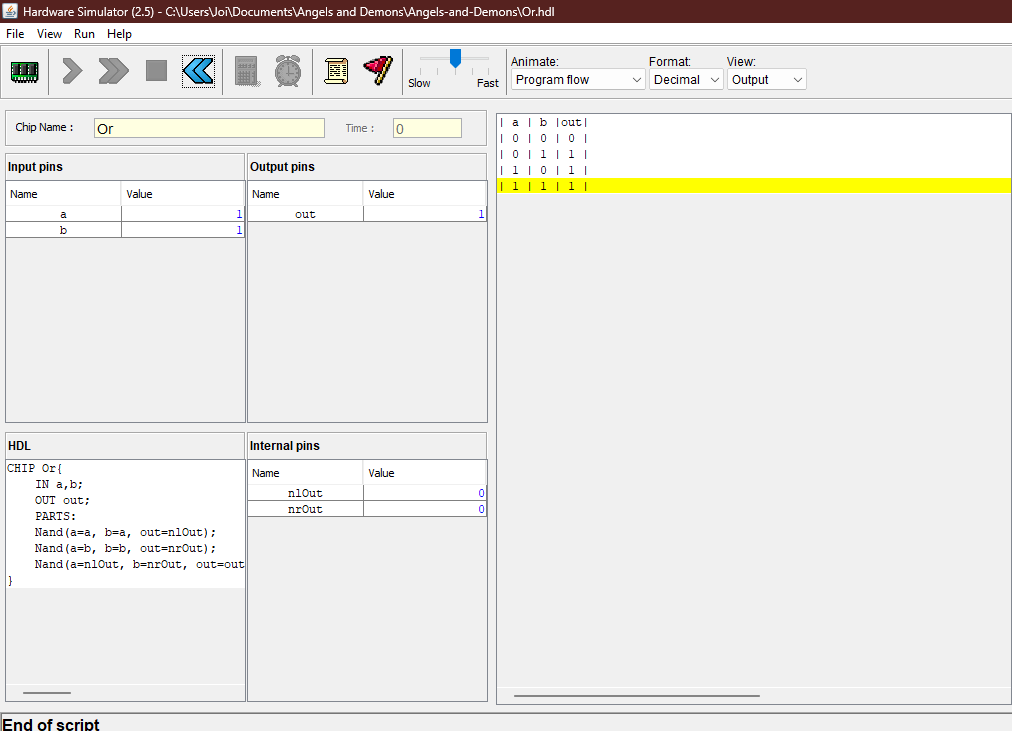 Hardware Simulator (2.5) - C:\Users\Joi\Documents\Angels and Demons\Angels-and-Demons\Or.hdl
File View Run Help
Slow Fast
Animate: Format: View:
Program flow Decimal Output
Chip Name : Or Time : 0
Input pins
Name Value
a 1
b 1
Output pins
Name Value
out 1
HDL
CHIP Or{
IN a,b;
OUT out;
PARTS:
Nand(a=a, b=a, out=nlOut);
Nand(a=b, b=b, out=nrOut);
Nand(a=nlOut, b=nrOut, out=out
}
Internal pins
Name Value
nlOut 0
nrOut 0
| a | b |out|
| 0 | 0 | 0 |
| 0 | 1 | 1 |
| 1 | 0 | 1 |
| 1 | 1 | 1 |
End of script